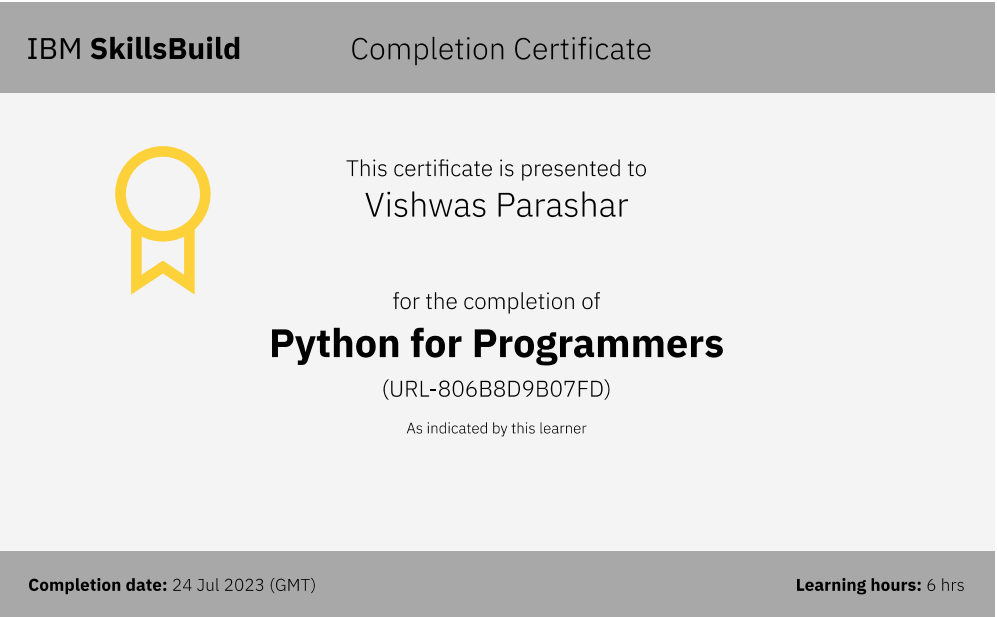 IBM SkillsBuild
Completion Certificate
This certificate is presented to
Vishwas Parashar
for the completion of
Python for Programmers
(URL-806B8D9B07FD)
As indicated by this learner
Completion date: 24 Jul 2023 (GMT)
Learning hours: 6 hrs